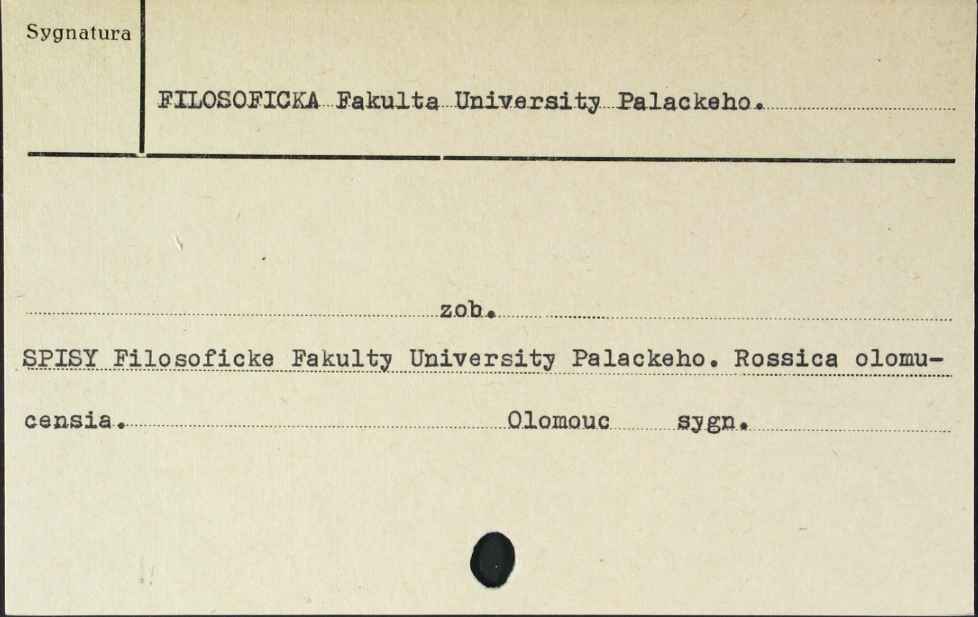 Sygnatura
FILOSOFICKA Fakulta University Palackeho.
zob.
SPISY Filosoficke Fakulty University Palackeho. Rossica olomu-
censia. Olomouc sygn.